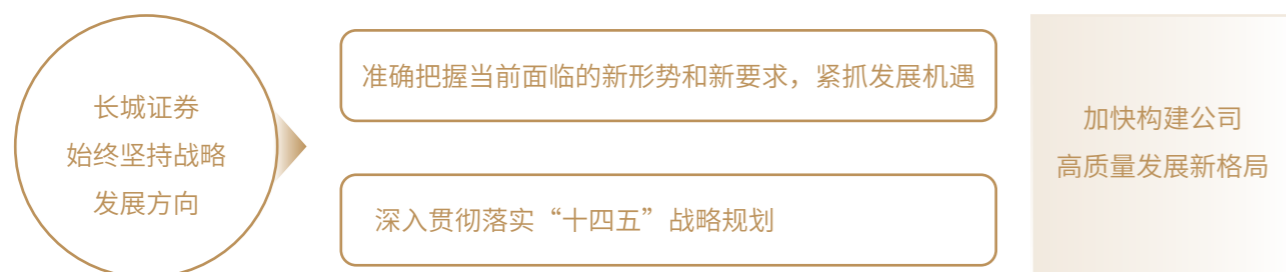 长城证券
始终坚持战略
发展方向
准确把握当前面临的新形势和新要求，紧抓发展机遇
深入贯彻落实“十四五”战略规划
加快构建公司
高质量发展新格局